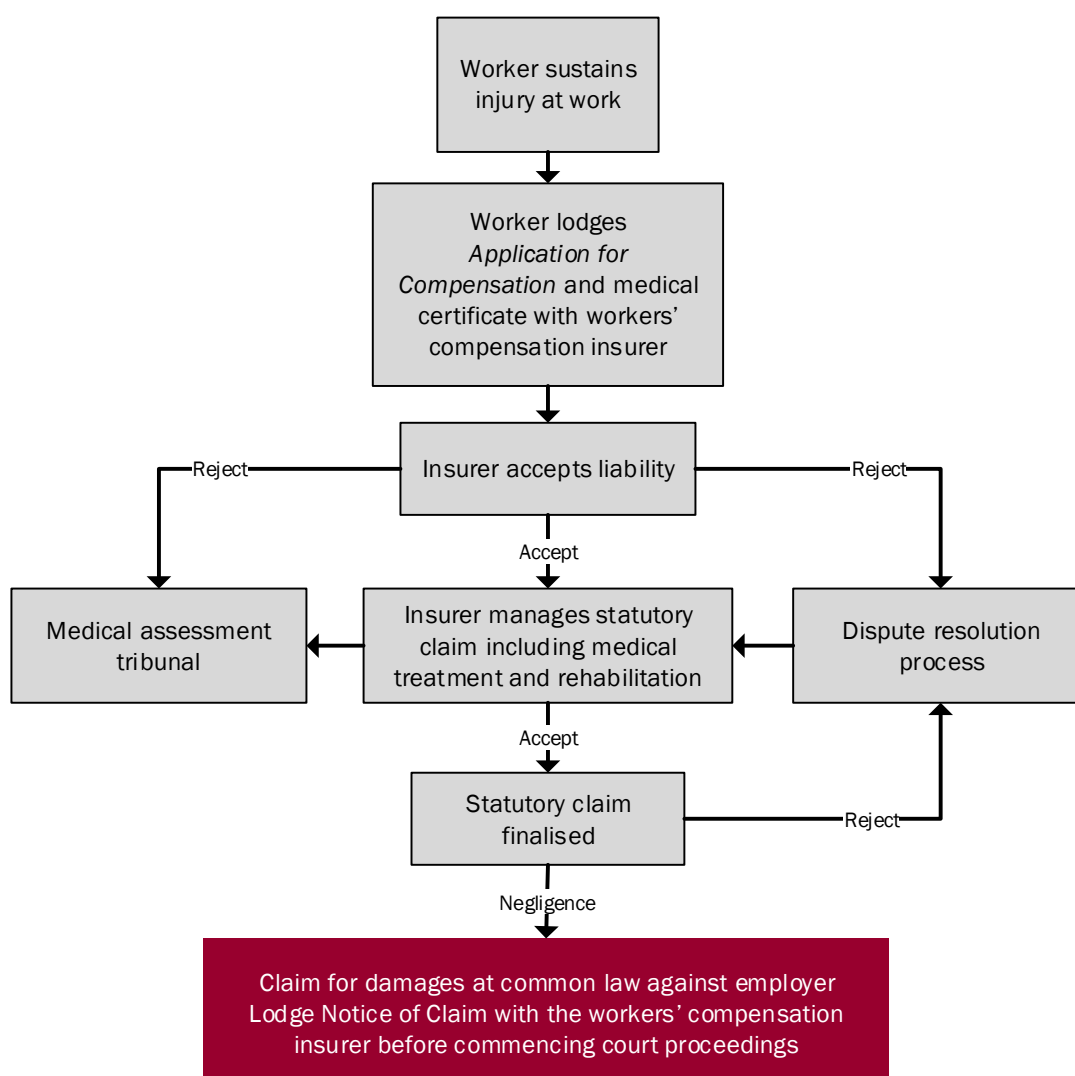 Worker sustains
injury at work
Worker lodges
Application for
Compensation and medical
certificate with workers’
compensation insurer
Reject
Insurer accepts liability
Reject
Accept
Medical assessment
tribunal
Insurer manages statutory
claim including medical
treatment and rehabilitation
Dispute resolution
process
Accept
Statutory claim
finalised
Reject
Negligence
Claim for damages at common law against employer
Lodge Notice of Claim with the workers’ compensation
insurer before commencing court proceedings